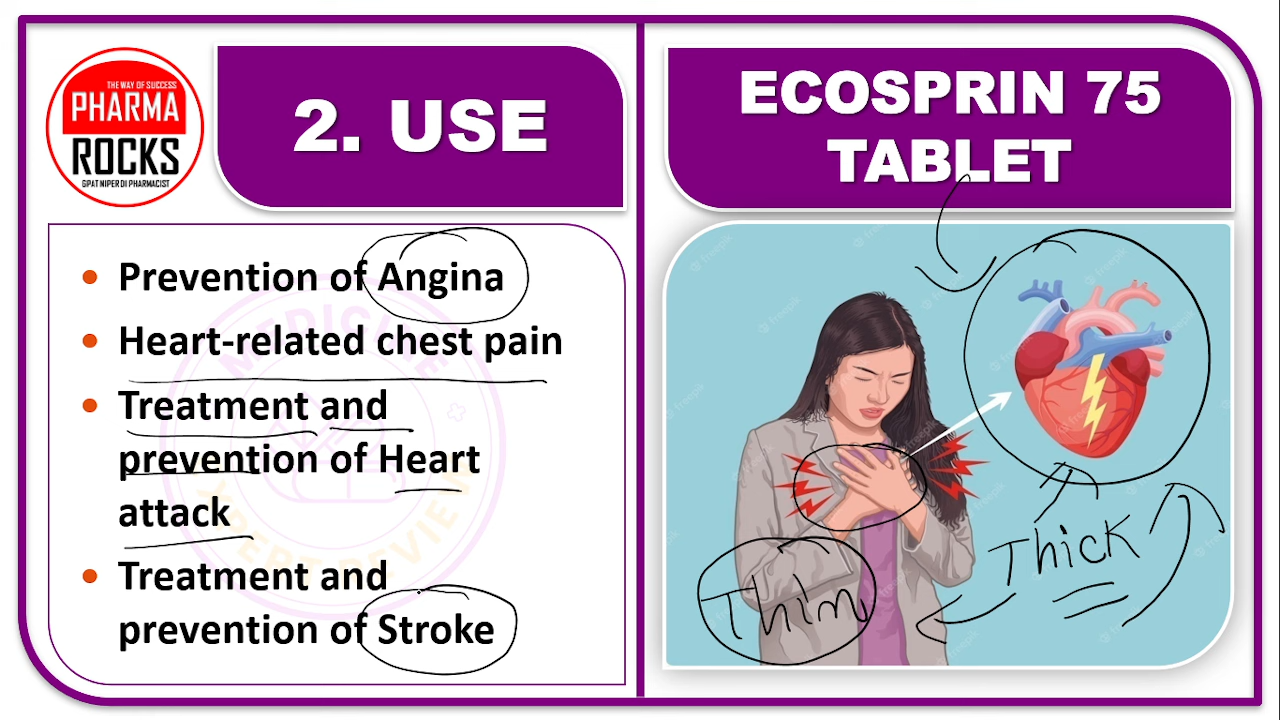 THE WAY OF SUCCESS
PHARMA
ROCKS
GPAT NIPER DI PHARMACIST
2. USE
• Prevention of Angina
• Heart-related chest pain
• Treatment and
prevention of Heart
attack
• Treatment and
prevention of Stroke
ECOSPRIN 75
TABLET
Thick
Thin